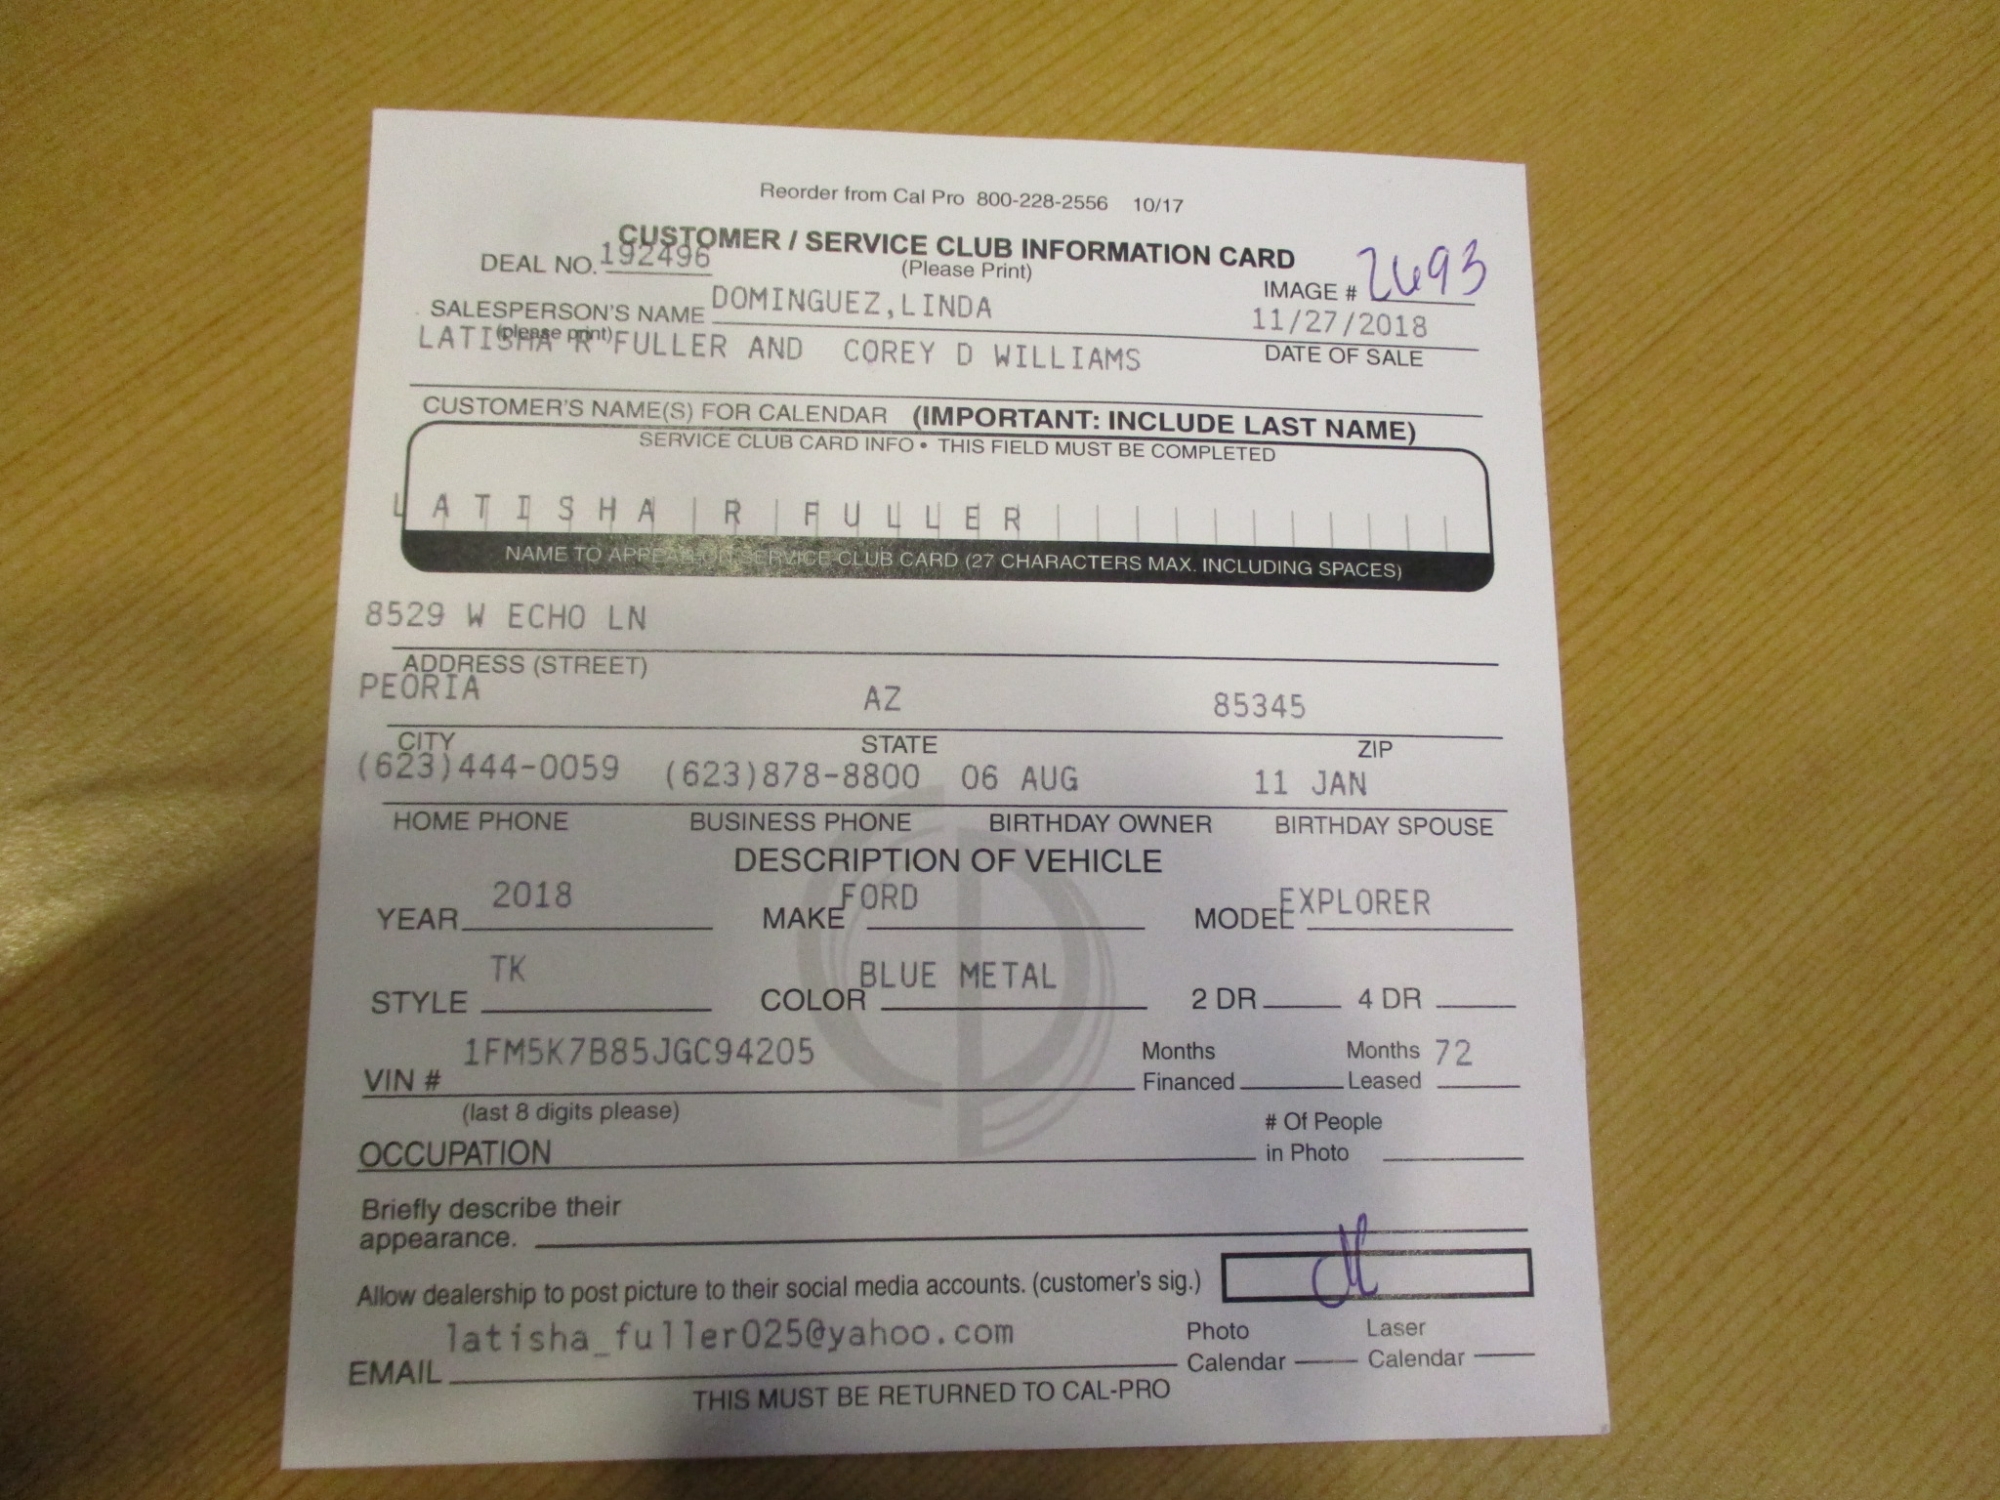 Reorder from Cal Pro 800-228-2556 10/17
CUSTOMER / SERVICE CLUB INFORMATION CARD
DEAL NO. 192496 (Please Print)
IMAGE # 2693
SALESPERSON'S NAME DOMINGUEZ,LINDA 11/27/2018
(please print) DATE OF SALE
LATISHA R FULLER AND COREY D WILLIAMS
CUSTOMER'S NAME(S) FOR CALENDAR (IMPORTANT: INCLUDE LAST NAME)
SERVICE CLUB CARD INFO • THIS FIELD MUST BE COMPLETED
LATISHA R FULLER
NAME TO APPEAR ON SERVICE CLUB CARD (27 CHARACTERS MAX. INCLUDING SPACES)
8529 W ECHO LN
ADDRESS (STREET)
PEORIA AZ 85345
CITY STATE ZIP
(623)444-0059 (623)878-8800 06 AUG 11 JAN
HOME PHONE BUSINESS PHONE BIRTHDAY OWNER BIRTHDAY SPOUSE
DESCRIPTION OF VEHICLE
YEAR 2018 MAKE FORD MODEL EXPLORER
STYLE TK COLOR BLUE METAL 2 DR 4 DR
VIN # 1FM5K7B85JGC94205 Months Financed Months Leased 72
(last 8 digits please)
OCCUPATION # Of People in Photo
Briefly describe their
appearance.
Allow dealership to post picture to their social media accounts. (customer's sig.)
EMAIL latisha_fuller025@yahoo.com Photo Calendar Laser Calendar
THIS MUST BE RETURNED TO CAL-PRO